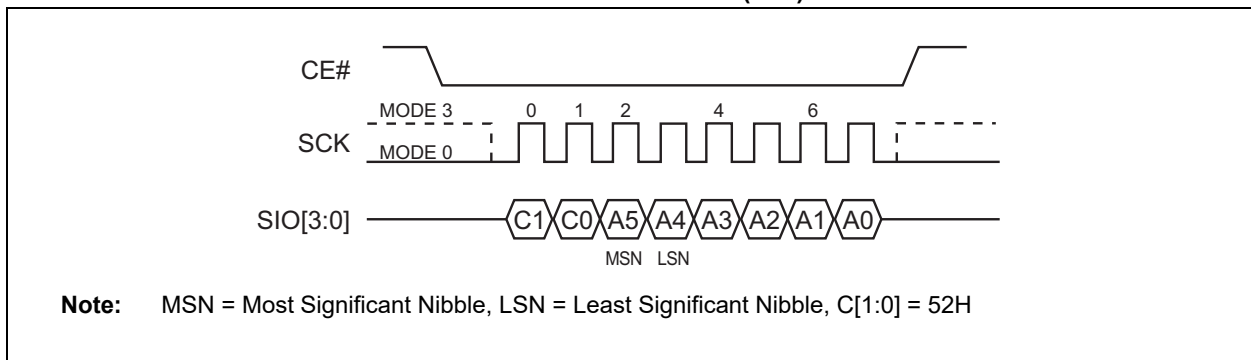 CE#
MODE 3 0 1 2 4 6
SCK
MODE 0
SIO[3:0] C1 C0 A5 A4 A3 A2 A1 A0
MSN LSN
Note: MSN = Most Significant Nibble, LSN = Least Significant Nibble, C[1:0] = 52H